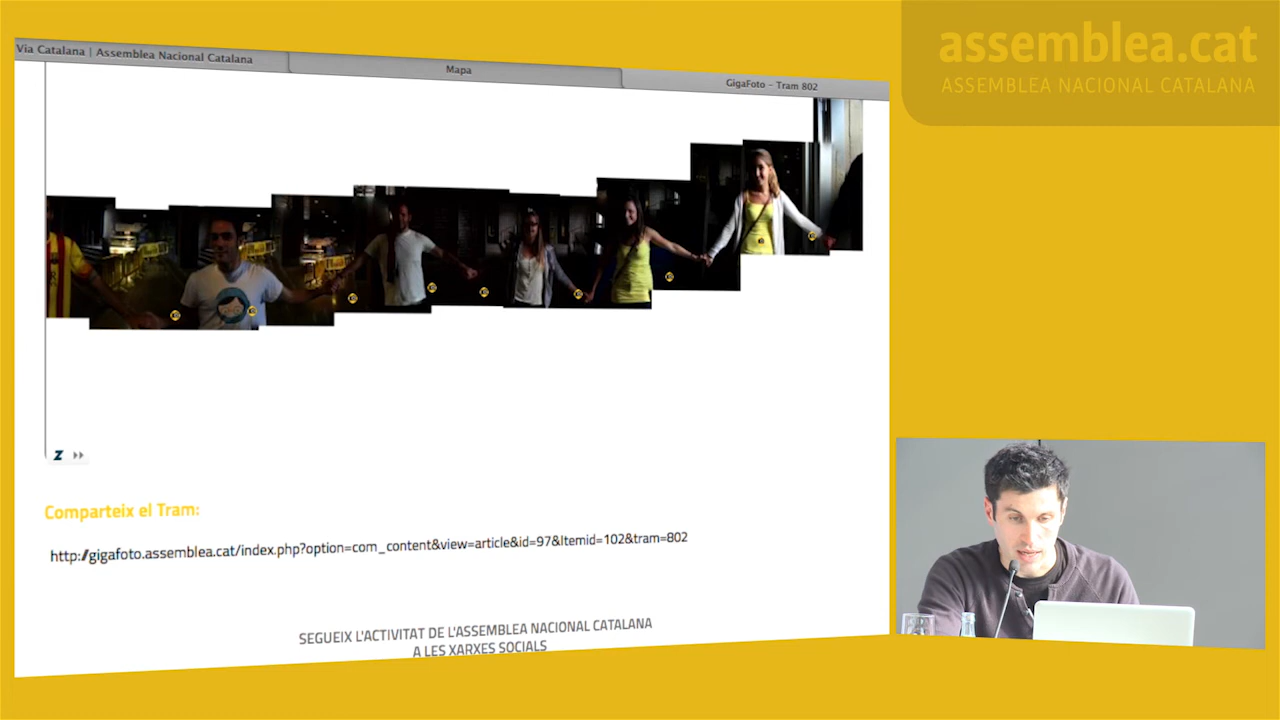 assemblea.cat
ASSEMBLEA NACIONAL CATALANA
Via Catalana | Assemblea Nacional Catalana
Mapa
GigaFoto - Tram 802
Comparteix el Tram:
http://gigafoto.assemblea.cat/index.php?option=com_content&view=article&id=97&Itemid=102&tram=802
SEGUEIX L'ACTIVITAT DE L'ASSEMBLEA NACIONAL CATALANA
A LES XARXES SOCIALS